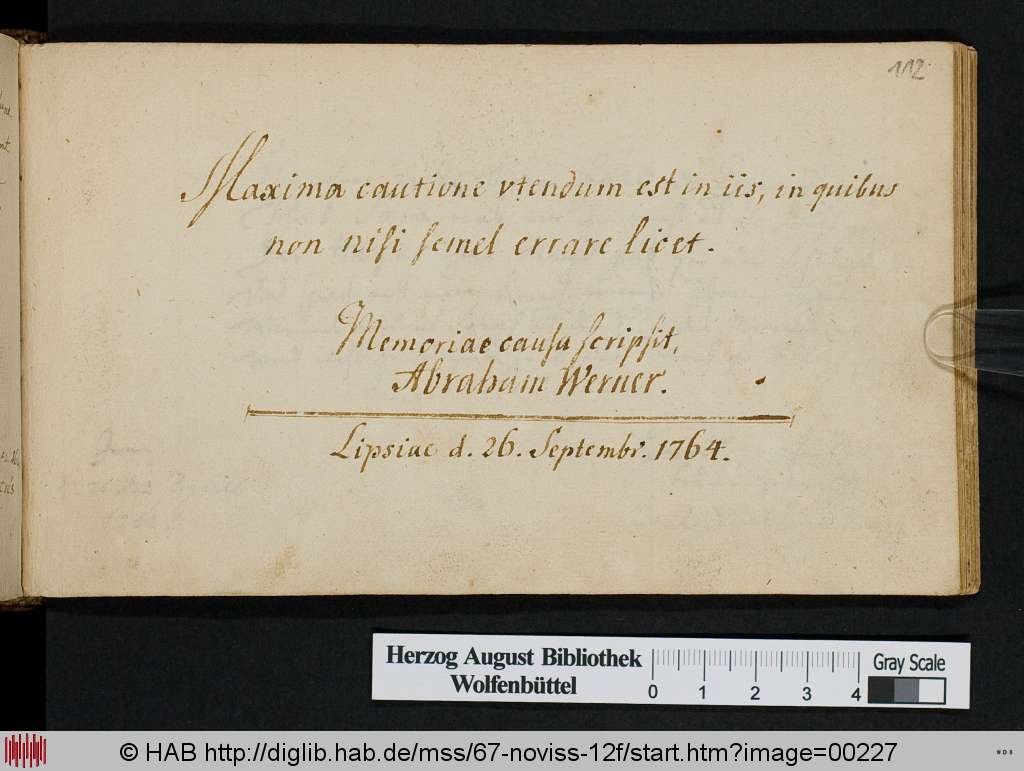 112
Maxima cautione vtendum est in iis, in quibus
non nisi semel errare licet.
Memoriae causa scripsit,
Abraham Werner.
Lipsiae d. 26. Septembr. 1764.
Herzog August Bibliothek
Wolfenbüttel
0 1 2 3 4
Gray Scale
© HAB http://diglib.hab.de/mss/67-noviss-12f/start.htm?image=00227